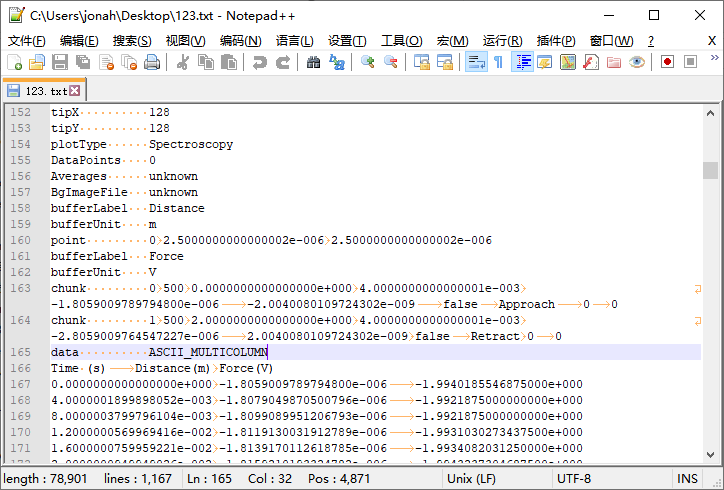 C:\Users\jonah\Desktop\123.txt - Notepad++
文件(F) 编辑(E) 搜索(S) 视图(V) 编码(N) 语言(L) 设置(T) 工具(O) 宏(M) 运行(R) 插件(P) 窗口(W) ? X
123.txt
152 tipX 128
153 tipY 128
154 plotType Spectroscopy
155 DataPoints 0
156 Averages unknown
157 BgImageFile unknown
158 bufferLabel Distance
159 bufferUnit m
160 point 0 2.5000000000000002e-006 2.5000000000000002e-006
161 bufferLabel Force
162 bufferUnit V
163 chunk 0 500 0.0000000000000000e+000 4.0000000000000001e-003
-1.8059009789794800e-006 -2.0040080109724302e-009 false Approach 0 0
164 chunk 1 500 2.0000000000000000e+000 4.0000000000000001e-003
-2.8059009764547227e-006 2.0040080109724302e-009 false Retract 0 0
165 data ASCII_MULTICOLUMN
166 Time (s) Distance(m) Force(V)
167 0.0000000000000000e+000 -1.8059009789794800e-006 -1.9940185546875000e+000
168 4.0000001899898052e-003 -1.8079049870500796e-006 -1.9921875000000000e+000
169 8.0000003799796104e-003 -1.8099089951206793e-006 -1.9921875000000000e+000
170 1.2000000569969416e-002 -1.8119130031912789e-006 -1.9931030273437500e+000
171 1.6000000759959221e-002 -1.8139170112618785e-006 -1.9934082031250000e+000
length : 78,901 lines : 1,167 Ln : 165 Col : 32 Pos : 4,871 Unix (LF) UTF-8 INS